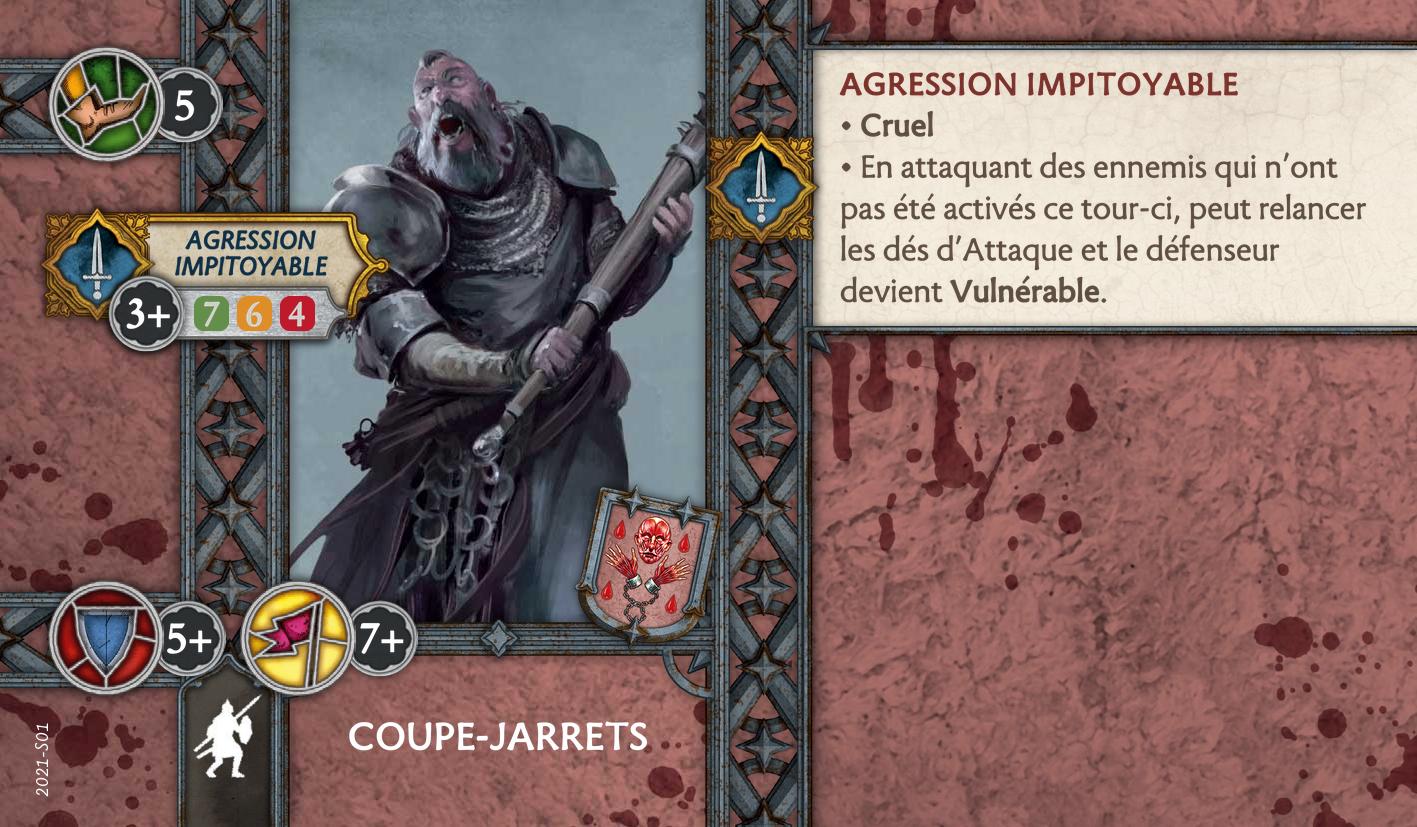 5
AGRESSION
IMPITOYABLE
3+ 7 6 4
5+ 7+
COUPE-JARRETS
2021-S01
AGRESSION IMPITOYABLE
• Cruel
• En attaquant des ennemis qui n’ont
pas été activés ce tour-ci, peut relancer
les dés d’Attaque et le défenseur
devient Vulnérable.